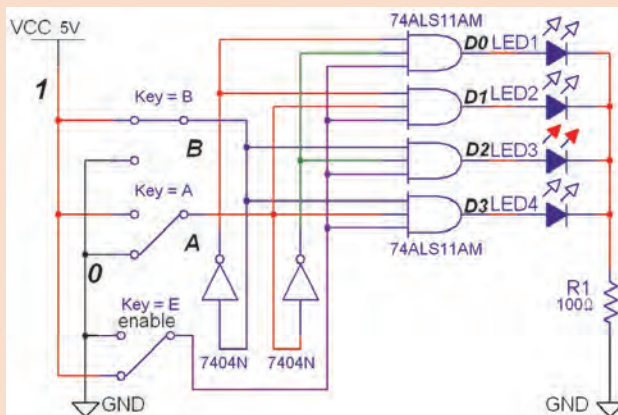 74ALS11AM
VCC 5V
D0 LED1
1
Key = B
D1 LED2
B
D2 LED3
Key = A
A
D3 LED4
0
74ALS11AM
Key = E
enable
R1
100Ω
7404N
7404N
GND
GND